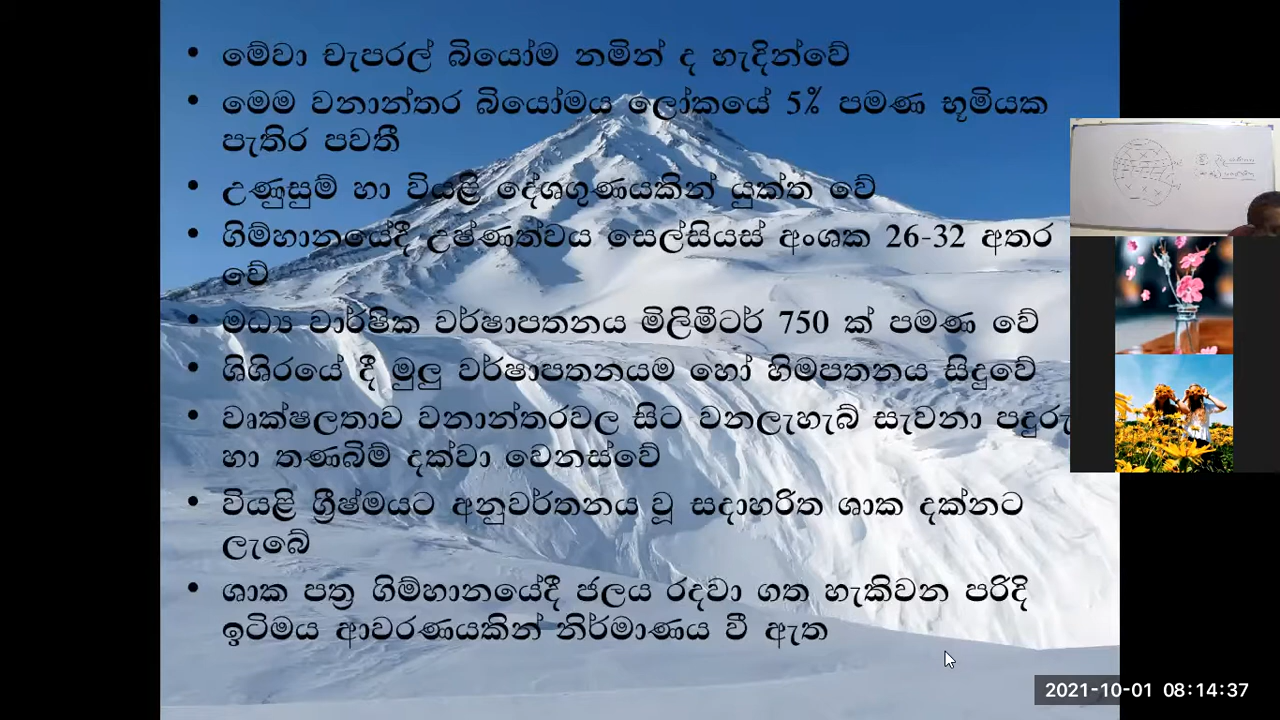 • මේවා චැපරල් බියෝම නමින් ද හැදින්වේ
• මෙම වනාන්තර බියෝමය ලෝකයේ 5% පමණ භූමියක
පැතිර පවතී
• උණුසුම් හා වියළි දේශගුණයකින් යුක්ත වේ
• ගිම්හානයේදී උෂ්ණත්වය සෙල්සියස් අංශක 26-32 අතර
වේ
• මධ්‍ය වාර්ෂික වර්ෂාපතනය මිලිමීටර් 750 ක් පමණ වේ
• ශිශිරයේ දී මුලු වර්ෂාපතනයම හෝ හිමපතනය සිදුවේ
• වෘක්ෂලතාව වනාන්තරවල සිට වනලැහැබ් සැවනා පදුරු
හා තණබිම් දක්වා වෙනස්වේ
• වියළි ග්‍රීෂ්මයට අනුවර්තනය වූ සදාහරිත ශාක දක්නට
ලැබේ
• ශාක පත්‍ර ගිම්හානයේදී ජලය රදවා ගත හැකිවන පරිදි
ඉටිමය ආවරණයකින් නිර්මාණය වී ඇත
2021-10-01 08:14:37